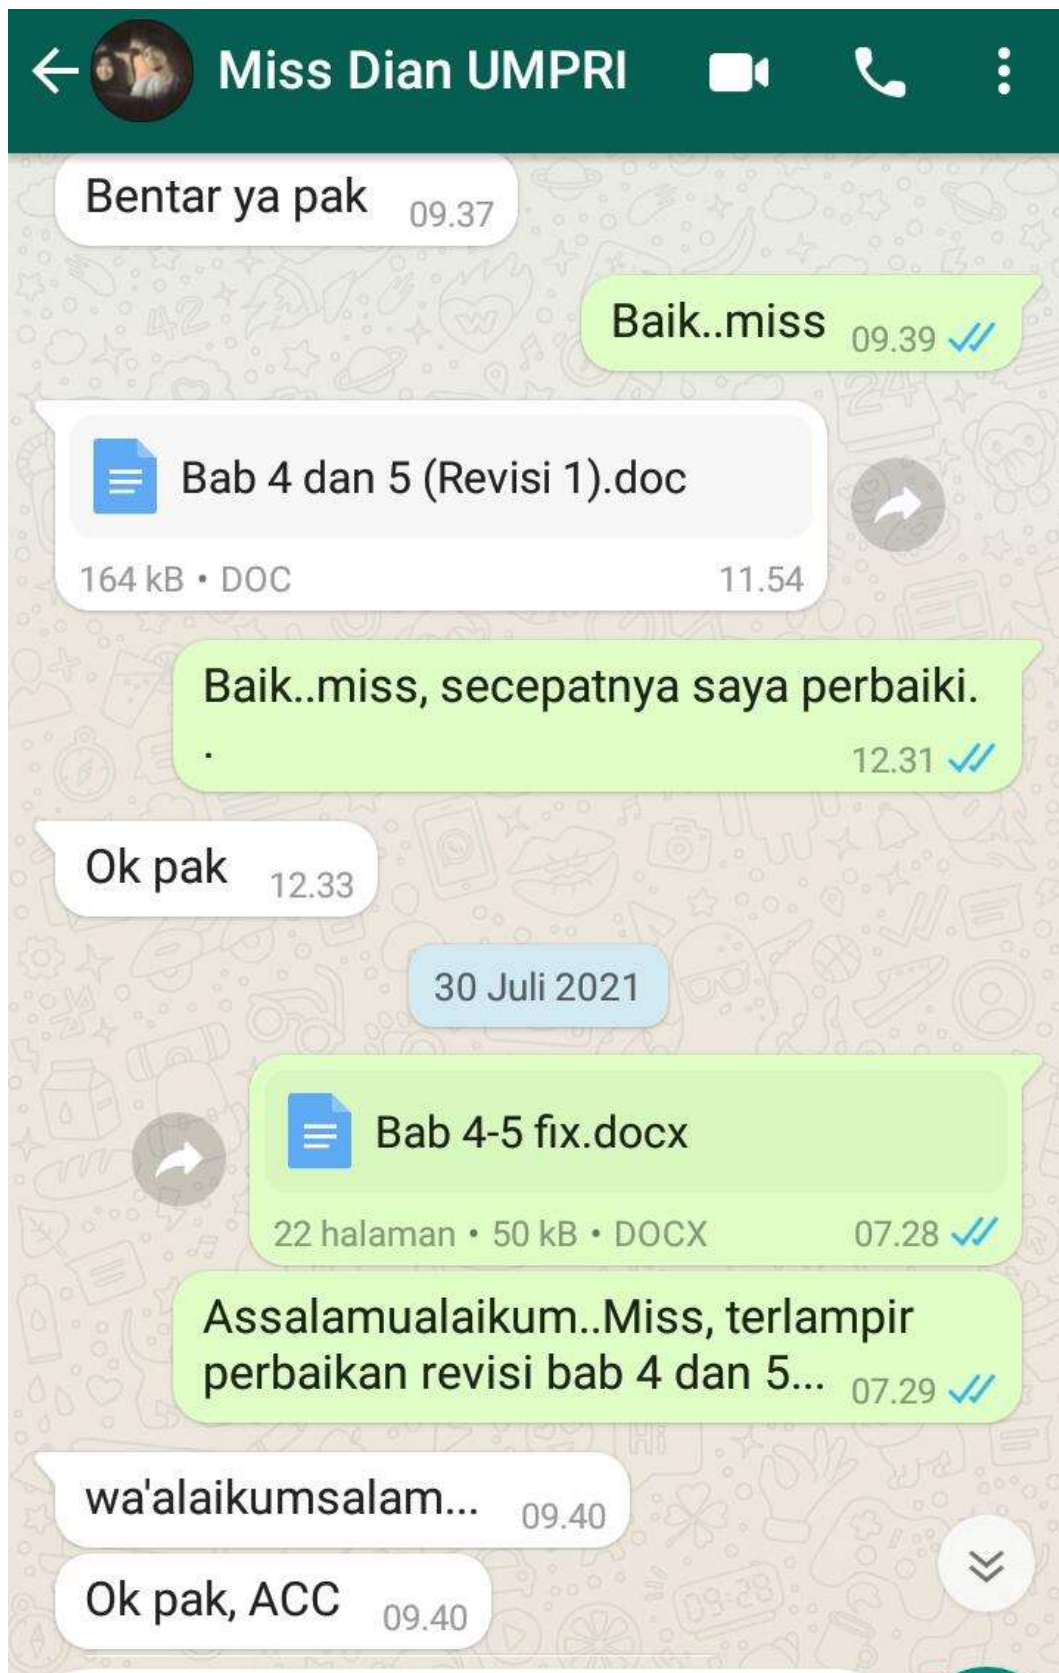 Miss Dian UMPRI
Bentar ya pak 09.37
Baik..miss 09.39
Bab 4 dan 5 (Revisi 1).doc
164 kB • DOC 11.54
Baik..miss, secepatnya saya perbaiki.
. 12.31
Ok pak 12.33
30 Juli 2021
Bab 4-5 fix.docx
22 halaman • 50 kB • DOCX 07.28
Assalamualaikum..Miss, terlampir
perbaikan revisi bab 4 dan 5... 07.29
wa'alaikumsalam... 09.40
Ok pak, ACC 09.40